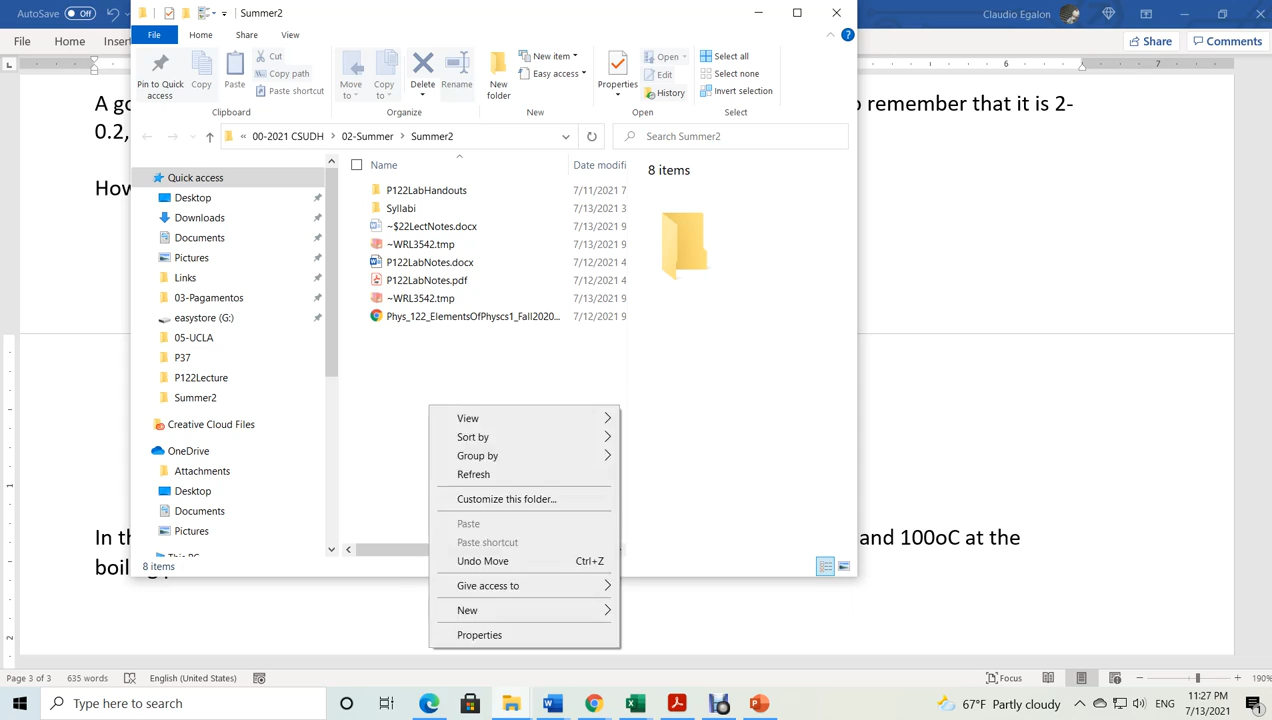 AutoSave Off
Summer2
Claudio Egalon
File Home Insert
File Home Share View
Share Comments
Pin to Quick access
Copy
Paste
Cut
Copy path
Paste shortcut
Move to
Copy to
Delete
Rename
New folder
New item
Easy access
Properties
Open
Edit
History
Select all
Select none
Invert selection
Clipboard Organize New Open Select
6 7
remember that it is 2-
0.2,
How
« 00-2021 CSUDH > 02-Summer > Summer2
Search Summer2
Name Date modifi
8 items
Quick access
Desktop
Downloads
Documents
Pictures
Links
03-Pagamentos
easystore (G:)
05-UCLA
P37
P122Lecture
Summer2
Creative Cloud Files
OneDrive
Attachments
Desktop
Documents
Pictures
This PC
P122LabHandouts 7/11/2021 7
Syllabi 7/13/2021 3
~$22LectNotes.docx 7/13/2021 9
~WRL3542.tmp 7/13/2021 9
P122LabNotes.docx 7/12/2021 4
P122LabNotes.pdf 7/12/2021 4
~WRL3542.tmp 7/13/2021 9
Phys_122_ElementsOfPhyscs1_Fall2020... 7/12/2021 9
View
Sort by
Group by
Refresh
Customize this folder...
Paste
Paste shortcut
Undo Move Ctrl+Z
Give access to
New
Properties
8 items
and 100oC at the
Page 3 of 3 635 words English (United States) Focus 190%
Type here to search
67°F Partly cloudy
ENG
11:27 PM
7/13/2021
1